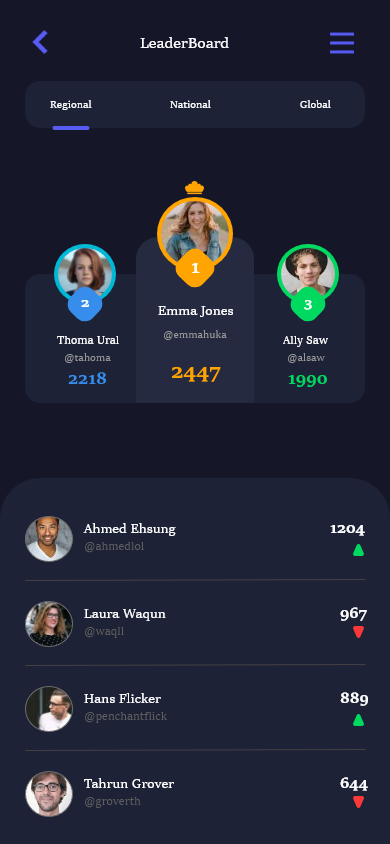 LeaderBoard
Regional National Global
1
2
3
Emma Jones
@emmahuka
2447
Thoma Ural
@tahoma
2218
Ally Saw
@alsaw
1990
Ahmed Ehsung
@ahmedlol
1204
Laura Waqun
@waqll
967
Hans Flicker
@penchantflick
889
Tahrun Grover
@groverth
644